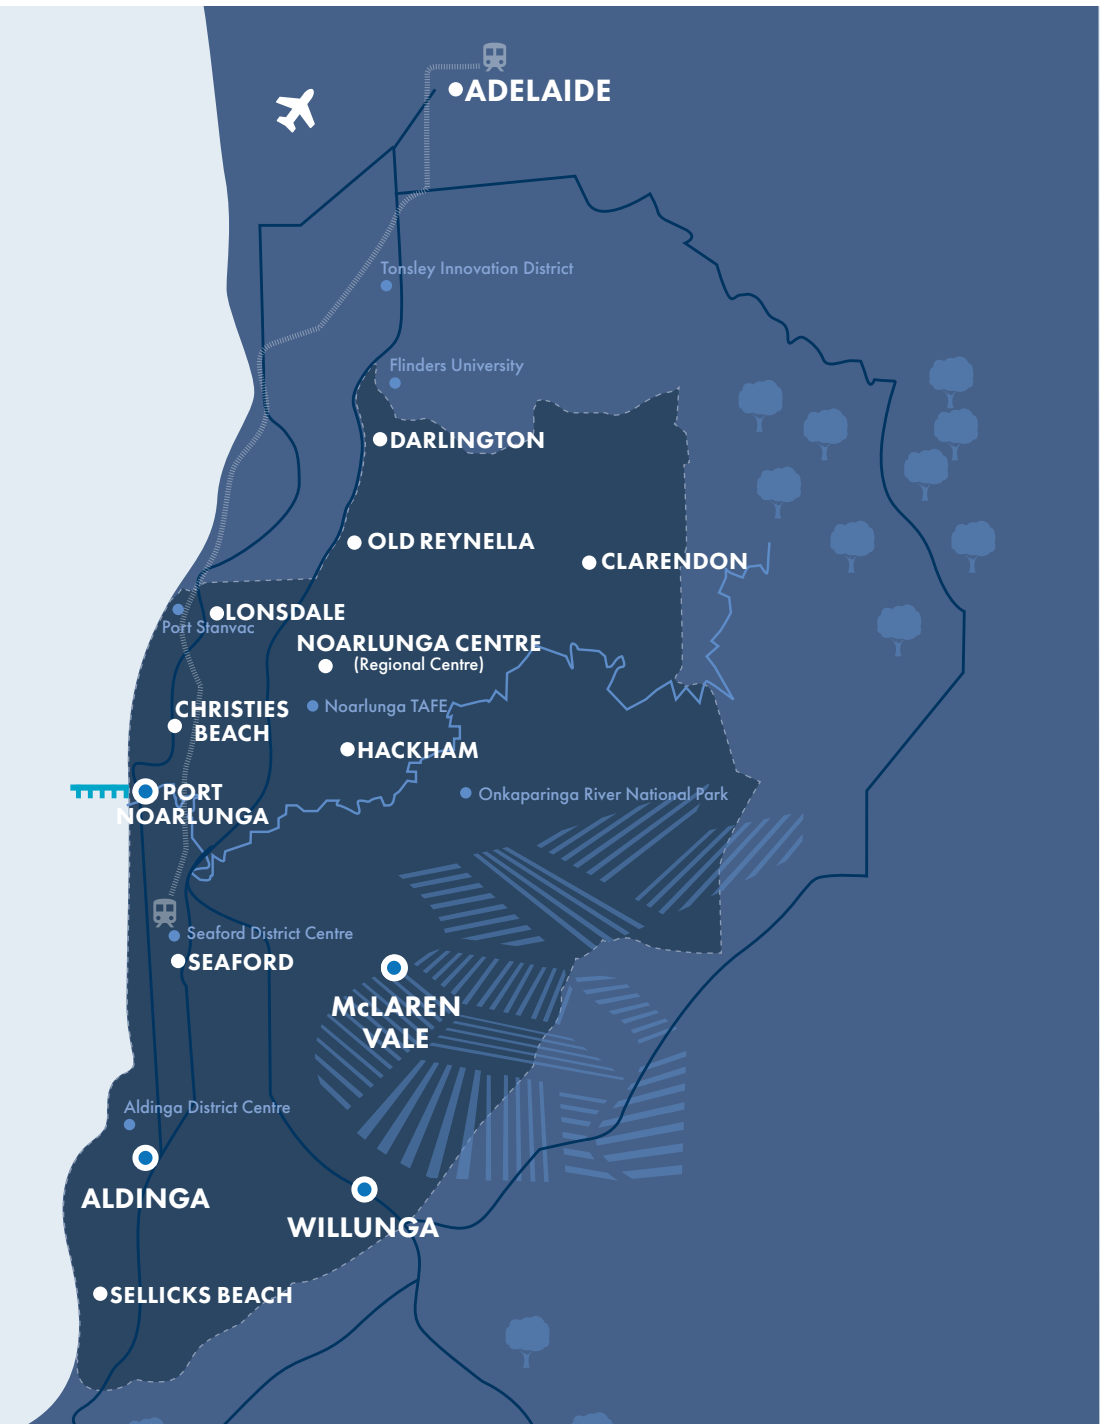 ADELAIDE
Tonsley Innovation District
Flinders University
DARLINGTON
OLD REYNELLA
CLARENDON
LONSDALE
Port Stanvac
NOARLUNGA CENTRE
(Regional Centre)
Noarlunga TAFE
CHRISTIES
BEACH
HACKHAM
PORT
NOARLUNGA
Onkaparinga River National Park
Seaford District Centre
SEAFORD
McLAREN
VALE
Aldinga District Centre
ALDINGA
WILLUNGA
SELLICKS BEACH